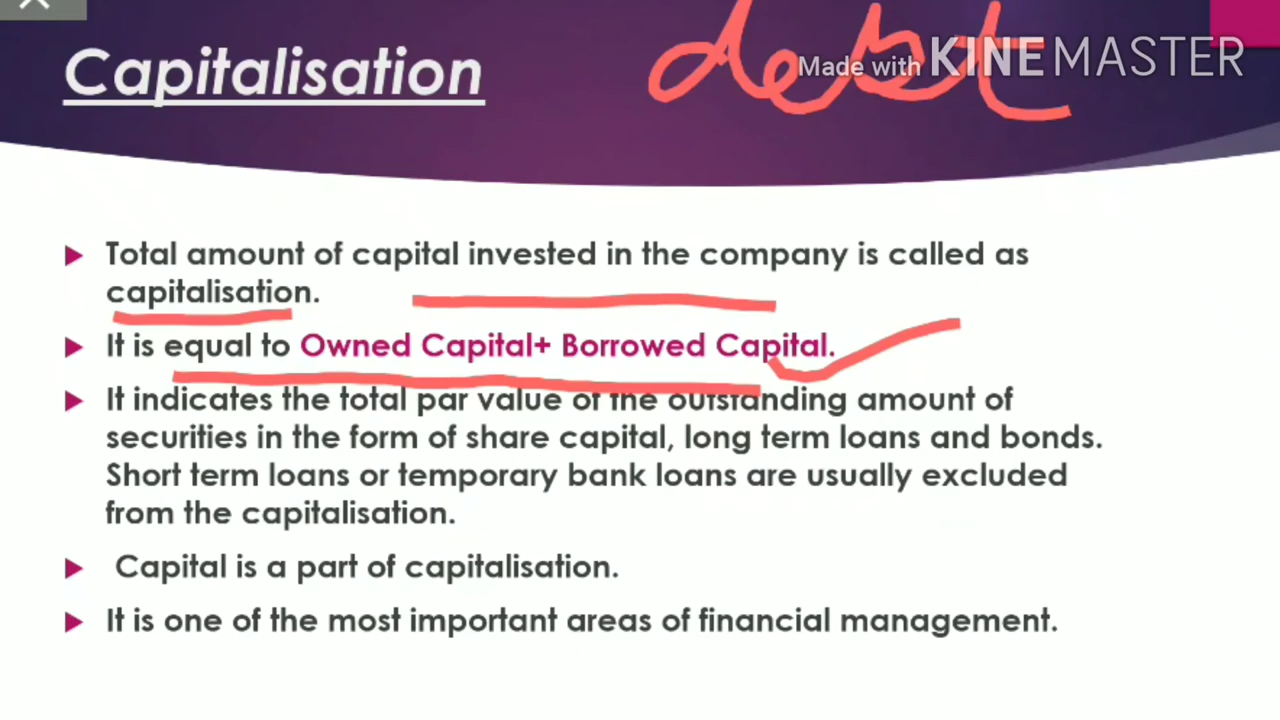 Capitalisation
debt
Made with KINEMASTER
Total amount of capital invested in the company is called as
capitalisation.
It is equal to Owned Capital+ Borrowed Capital.
It indicates the total par value of the outstanding amount of
securities in the form of share capital, long term loans and bonds.
Short term loans or temporary bank loans are usually excluded
from the capitalisation.
Capital is a part of capitalisation.
It is one of the most important areas of financial management.